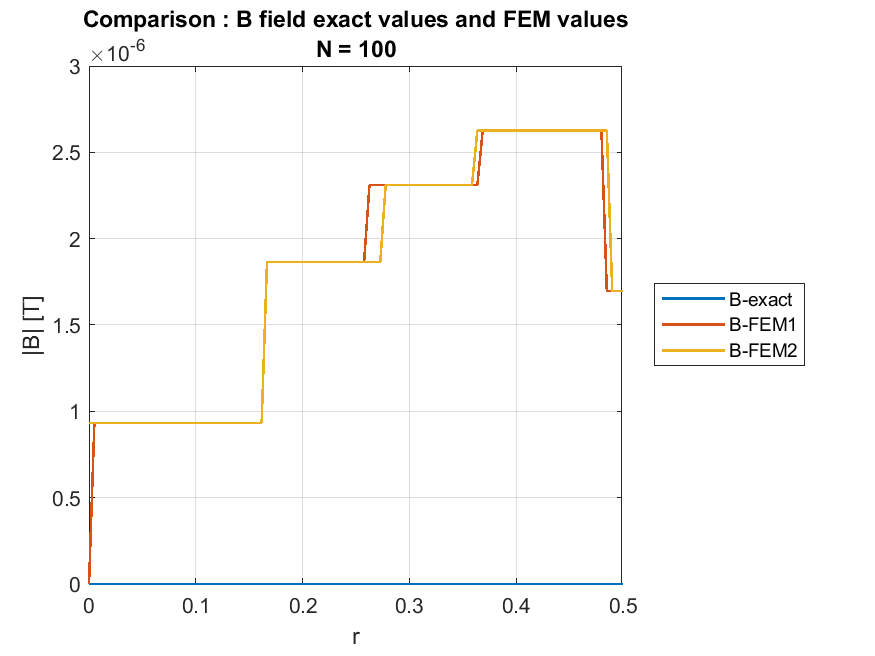 Comparison : B field exact values and FEM values
N = 100
×10-6
3
2.5
2
1.5
1
0.5
0
0 0.1 0.2 0.3 0.4 0.5
r
|B| [T]
B-exact
B-FEM1
B-FEM2